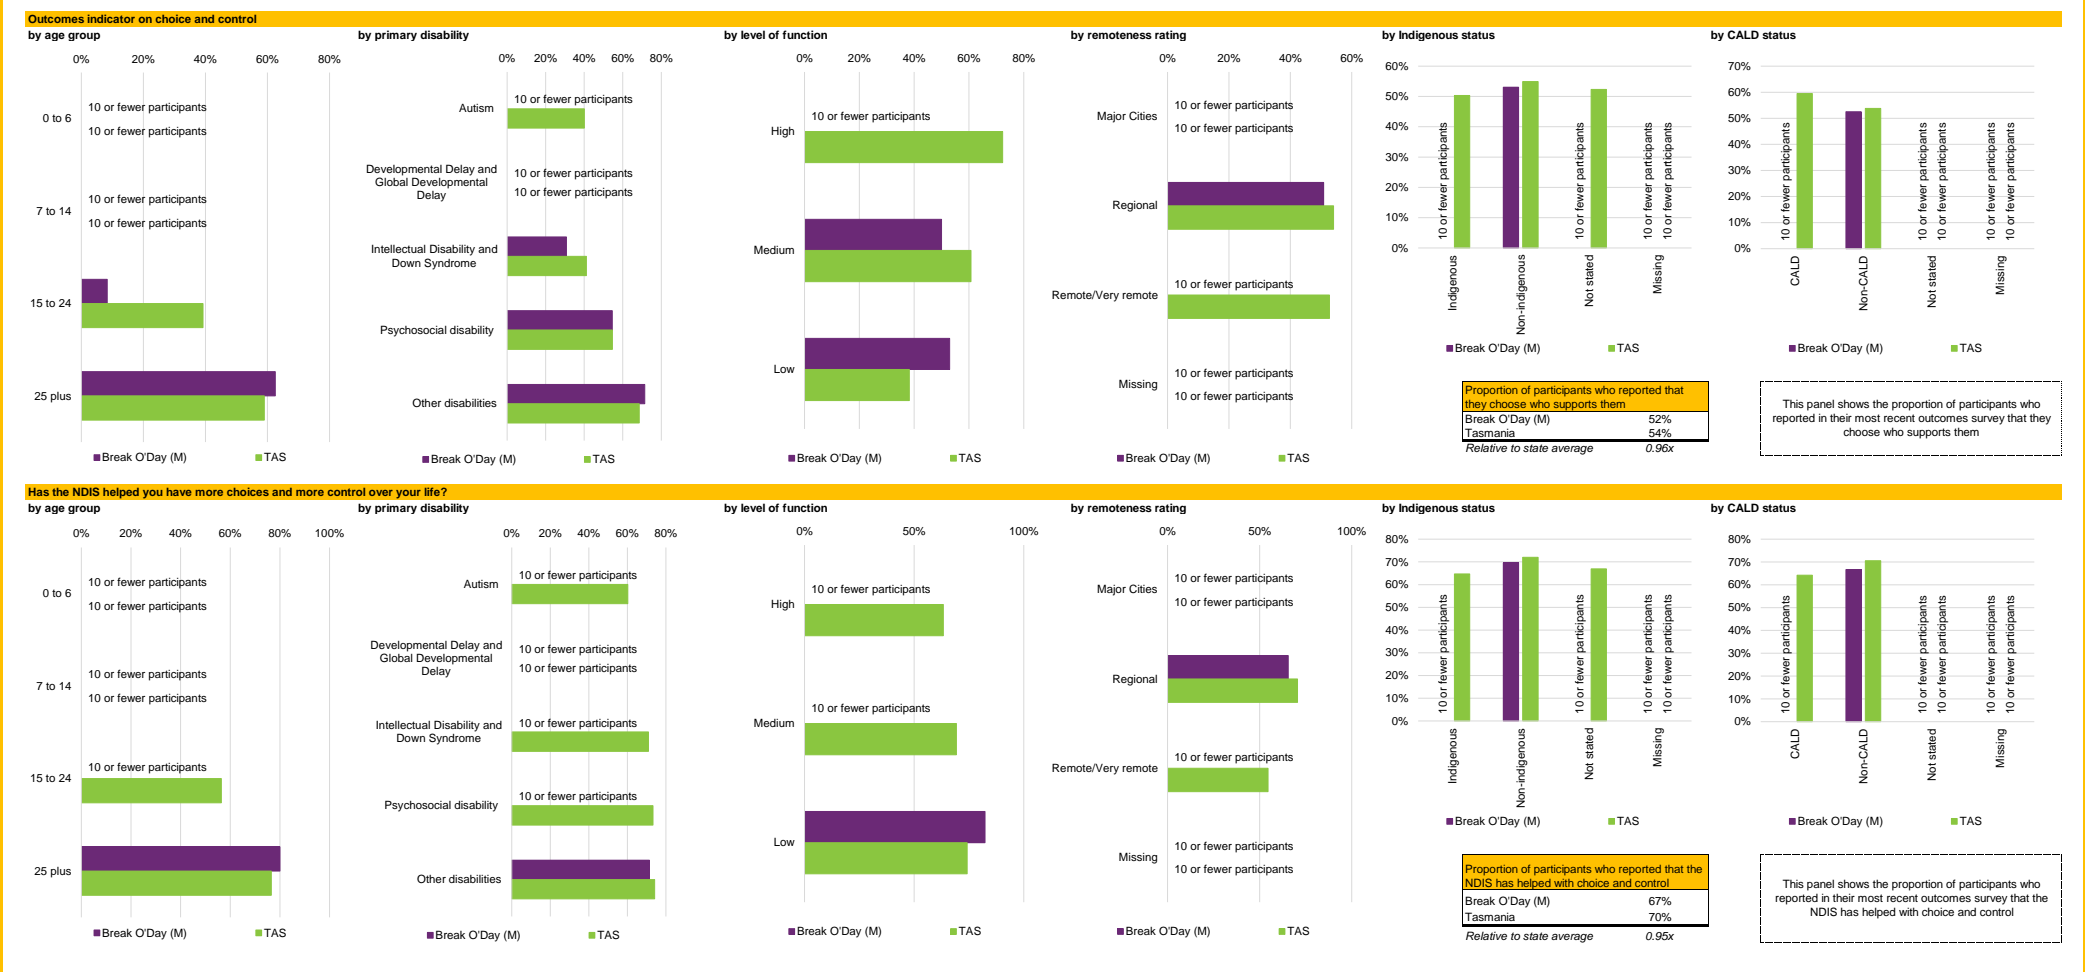 Outcomes indicator on choice and control
by age group
0% 20% 40% 60% 80%
0 to 6
10 or fewer participants
10 or fewer participants
7 to 14
10 or fewer participants
10 or fewer participants
15 to 24
25 plus
Break O'Day (M) TAS
by primary disability
0% 20% 40% 60% 80%
Autism
10 or fewer participants
Developmental Delay and
Global Developmental
Delay
10 or fewer participants
10 or fewer participants
Intellectual Disability and
Down Syndrome
Psychosocial disability
Other disabilities
Break O'Day (M) TAS
by level of function
0% 20% 40% 60% 80%
High
10 or fewer participants
Medium
Low
Break O'Day (M) TAS
by remoteness rating
0% 20% 40% 60%
Major Cities
10 or fewer participants
10 or fewer participants
Regional
Remote/Very remote
10 or fewer participants
Missing
10 or fewer participants
10 or fewer participants
Break O'Day (M) TAS
by Indigenous status
60%
50%
40%
30%
20%
10%
0%
10 or fewer participants
10 or fewer participants
10 or fewer participants
10 or fewer participants
Indigenous
Non-indigenous
Not stated
Missing
Break O'Day (M) TAS
by CALD status
70%
60%
50%
40%
30%
20%
10%
0%
10 or fewer participants
10 or fewer participants
10 or fewer participants
10 or fewer participants
10 or fewer participants
CALD
Non-CALD
Not stated
Missing
Break O'Day (M) TAS
Proportion of participants who reported that
they choose who supports them
Break O'Day (M) 52%
Tasmania 54%
Relative to state average 0.96x
This panel shows the proportion of participants who
reported in their most recent outcomes survey that they
choose who supports them
Has the NDIS helped you have more choices and more control over your life?
by age group
0% 20% 40% 60% 80% 100%
0 to 6
10 or fewer participants
10 or fewer participants
7 to 14
10 or fewer participants
10 or fewer participants
15 to 24
10 or fewer participants
25 plus
Break O'Day (M) TAS
by primary disability
0% 20% 40% 60% 80%
Autism
10 or fewer participants
Developmental Delay and
Global Developmental
Delay
10 or fewer participants
10 or fewer participants
Intellectual Disability and
Down Syndrome
10 or fewer participants
Psychosocial disability
10 or fewer participants
Other disabilities
Break O'Day (M) TAS
by level of function
0% 50% 100%
High
10 or fewer participants
Medium
10 or fewer participants
Low
Break O'Day (M) TAS
by remoteness rating
0% 50% 100%
Major Cities
10 or fewer participants
10 or fewer participants
Regional
Remote/Very remote
10 or fewer participants
Missing
10 or fewer participants
10 or fewer participants
Break O'Day (M) TAS
by Indigenous status
80%
70%
60%
50%
40%
30%
20%
10%
0%
10 or fewer participants
10 or fewer participants
10 or fewer participants
10 or fewer participants
Indigenous
Non-indigenous
Not stated
Missing
Break O'Day (M) TAS
by CALD status
80%
70%
60%
50%
40%
30%
20%
10%
0%
10 or fewer participants
10 or fewer participants
10 or fewer participants
10 or fewer participants
10 or fewer participants
CALD
Non-CALD
Not stated
Missing
Break O'Day (M) TAS
Proportion of participants who reported that the
NDIS has helped with choice and control
Break O'Day (M) 67%
Tasmania 70%
Relative to state average 0.95x
This panel shows the proportion of participants who
reported in their most recent outcomes survey that the
NDIS has helped with choice and control